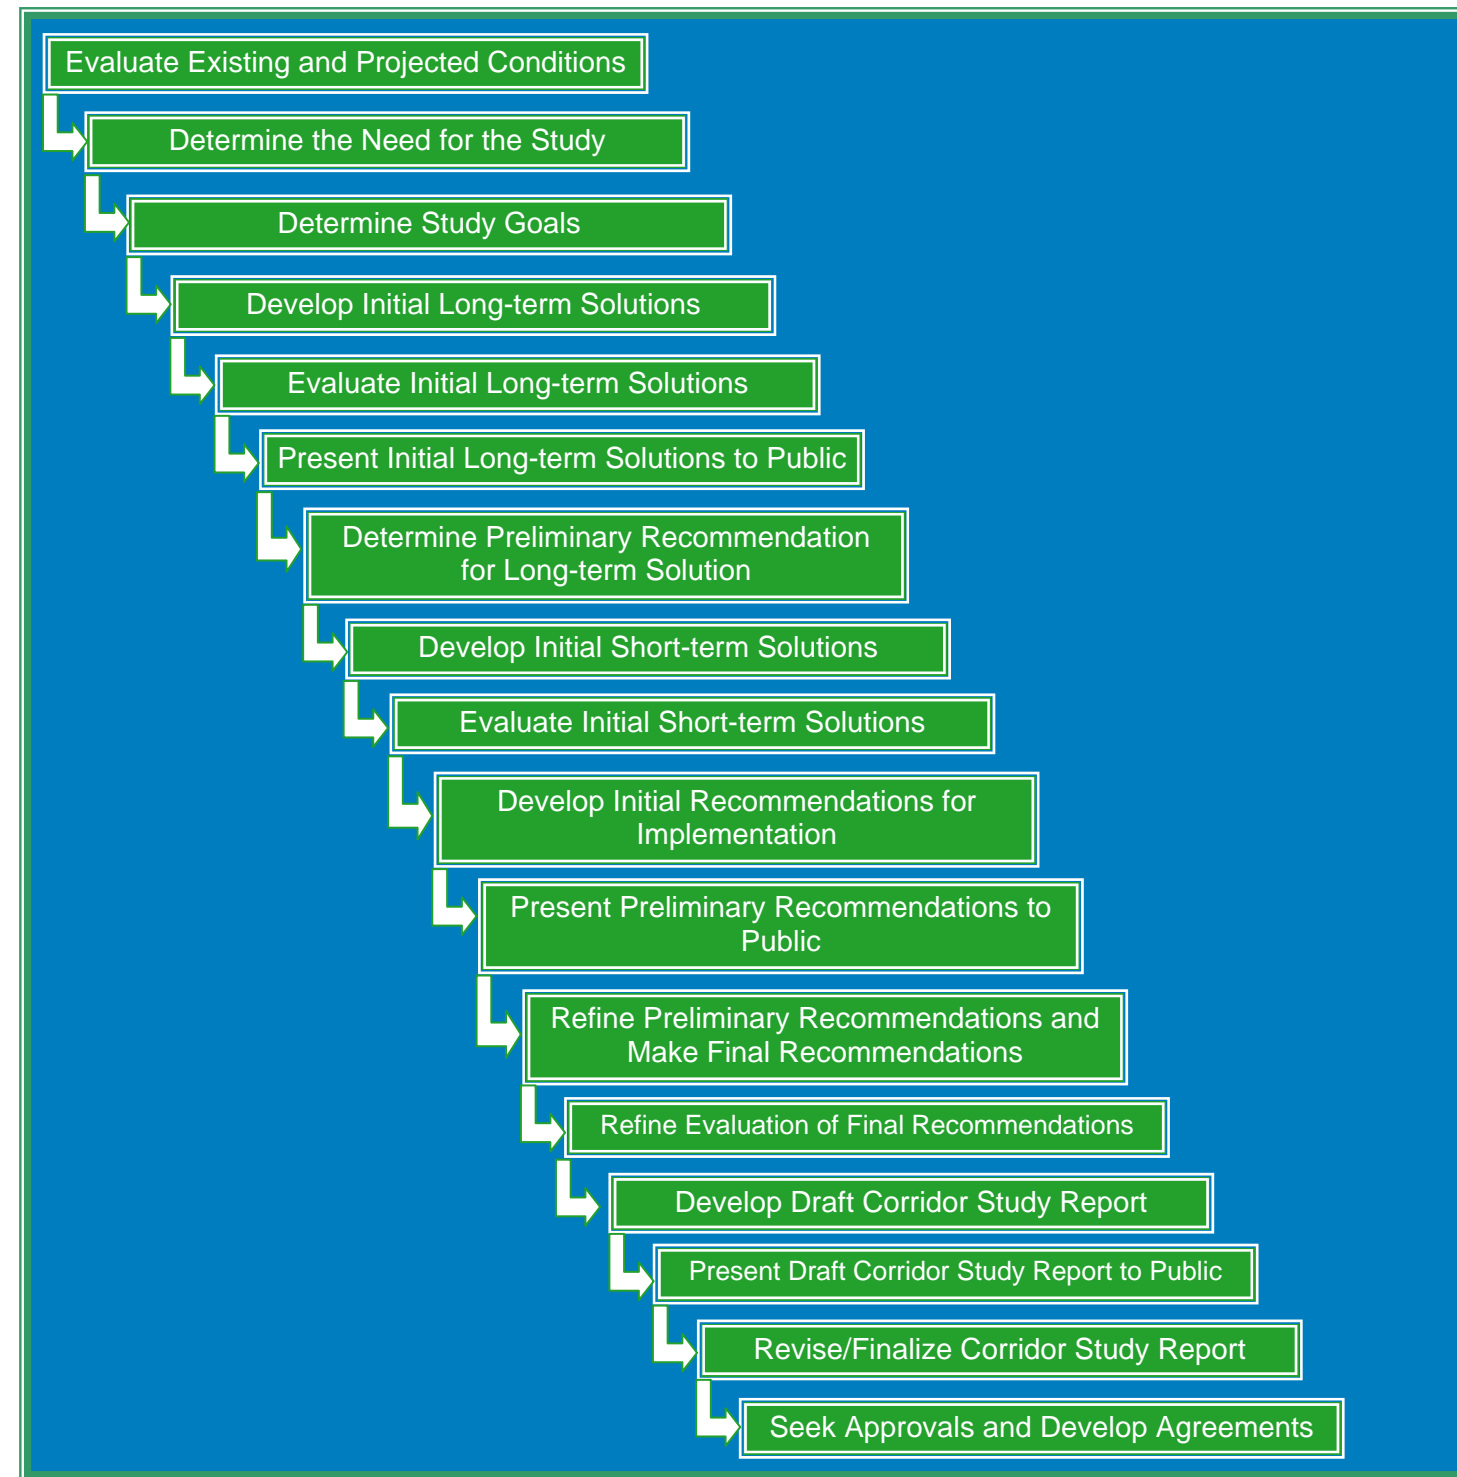 Evaluate Existing and Projected Conditions
Determine the Need for the Study
Determine Study Goals
Develop Initial Long-term Solutions
Evaluate Initial Long-term Solutions
Present Initial Long-term Solutions to Public
Determine Preliminary Recommendation
for Long-term Solution
Develop Initial Short-term Solutions
Evaluate Initial Short-term Solutions
Develop Initial Recommendations for
Implementation
Present Preliminary Recommendations to
Public
Refine Preliminary Recommendations and
Make Final Recommendations
Refine Evaluation of Final Recommendations
Develop Draft Corridor Study Report
Present Draft Corridor Study Report to Public
Revise/Finalize Corridor Study Report
Seek Approvals and Develop Agreements